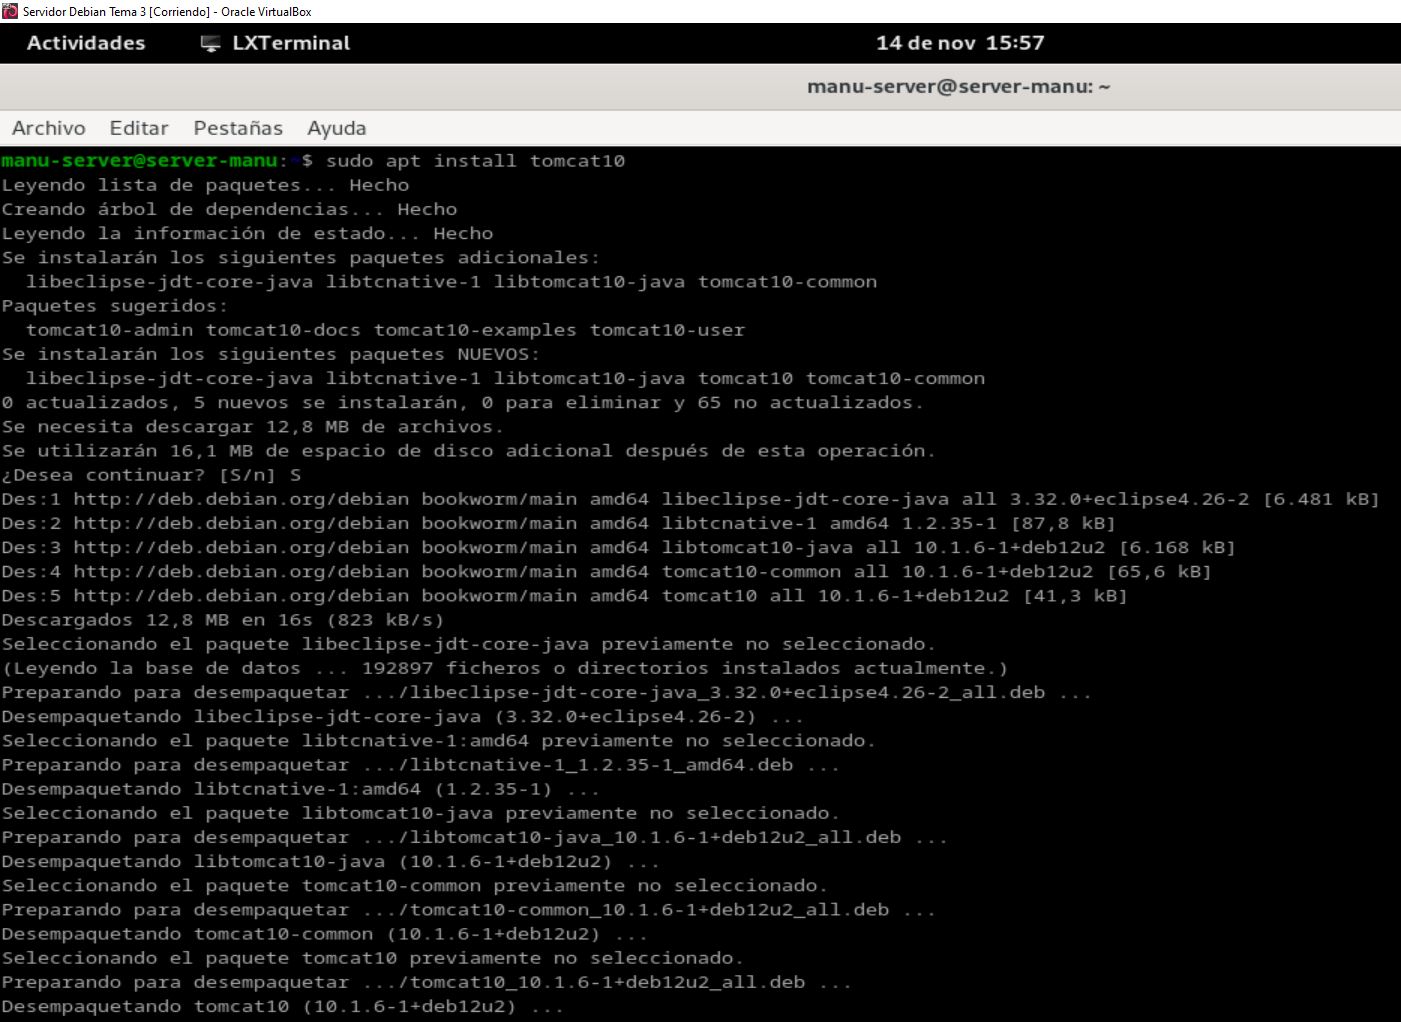 Servidor Debian Tema 3 [Corriendo] - Oracle VirtualBox
Actividades LXTerminal 14 de nov 15:57
manu-server@server-manu: ~
Archivo Editar Pestañas Ayuda
manu-server@server-manu:~$ sudo apt install tomcat10
Leyendo lista de paquetes... Hecho
Creando árbol de dependencias... Hecho
Leyendo la información de estado... Hecho
Se instalarán los siguientes paquetes adicionales:
  libeclipse-jdt-core-java libtcnative-1 libtomcat10-java tomcat10-common
Paquetes sugeridos:
  tomcat10-admin tomcat10-docs tomcat10-examples tomcat10-user
Se instalarán los siguientes paquetes NUEVOS:
  libeclipse-jdt-core-java libtcnative-1 libtomcat10-java tomcat10 tomcat10-common
0 actualizados, 5 nuevos se instalarán, 0 para eliminar y 65 no actualizados.
Se necesita descargar 12,8 MB de archivos.
Se utilizarán 16,1 MB de espacio de disco adicional después de esta operación.
¿Desea continuar? [S/n] S
Des:1 http://deb.debian.org/debian bookworm/main amd64 libeclipse-jdt-core-java all 3.32.0+eclipse4.26-2 [6.481 kB]
Des:2 http://deb.debian.org/debian bookworm/main amd64 libtcnative-1 amd64 1.2.35-1 [87,8 kB]
Des:3 http://deb.debian.org/debian bookworm/main amd64 libtomcat10-java all 10.1.6-1+deb12u2 [6.168 kB]
Des:4 http://deb.debian.org/debian bookworm/main amd64 tomcat10-common all 10.1.6-1+deb12u2 [65,6 kB]
Des:5 http://deb.debian.org/debian bookworm/main amd64 tomcat10 all 10.1.6-1+deb12u2 [41,3 kB]
Descargados 12,8 MB en 16s (823 kB/s)
Seleccionando el paquete libeclipse-jdt-core-java previamente no seleccionado.
(Leyendo la base de datos ... 192897 ficheros o directorios instalados actualmente.)
Preparando para desempaquetar .../libeclipse-jdt-core-java_3.32.0+eclipse4.26-2_all.deb ...
Desempaquetando libeclipse-jdt-core-java (3.32.0+eclipse4.26-2) ...
Seleccionando el paquete libtcnative-1:amd64 previamente no seleccionado.
Preparando para desempaquetar .../libtcnative-1_1.2.35-1_amd64.deb ...
Desempaquetando libtcnative-1:amd64 (1.2.35-1) ...
Seleccionando el paquete libtomcat10-java previamente no seleccionado.
Preparando para desempaquetar .../libtomcat10-java_10.1.6-1+deb12u2_all.deb ...
Desempaquetando libtomcat10-java (10.1.6-1+deb12u2) ...
Seleccionando el paquete tomcat10-common previamente no seleccionado.
Preparando para desempaquetar .../tomcat10-common_10.1.6-1+deb12u2_all.deb ...
Desempaquetando tomcat10-common (10.1.6-1+deb12u2) ...
Seleccionando el paquete tomcat10 previamente no seleccionado.
Preparando para desempaquetar .../tomcat10_10.1.6-1+deb12u2_all.deb ...
Desempaquetando tomcat10 (10.1.6-1+deb12u2) ...